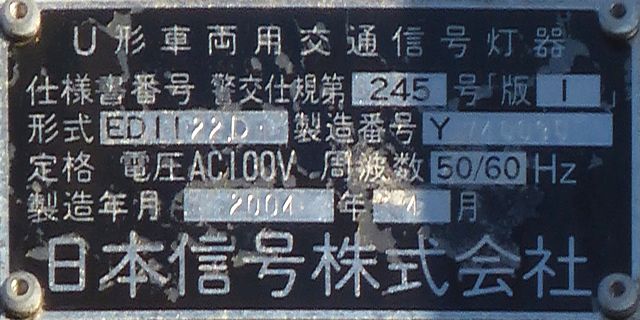 U形車両用交通信号灯器
仕様書番号 警交仕規第 245 号「版 1 」
形式 ED1122D 製造番号 Y
定格 電圧AC100V 周波数 50/60 Hz
製造年月 2004 年 4 月
日本信号株式会社